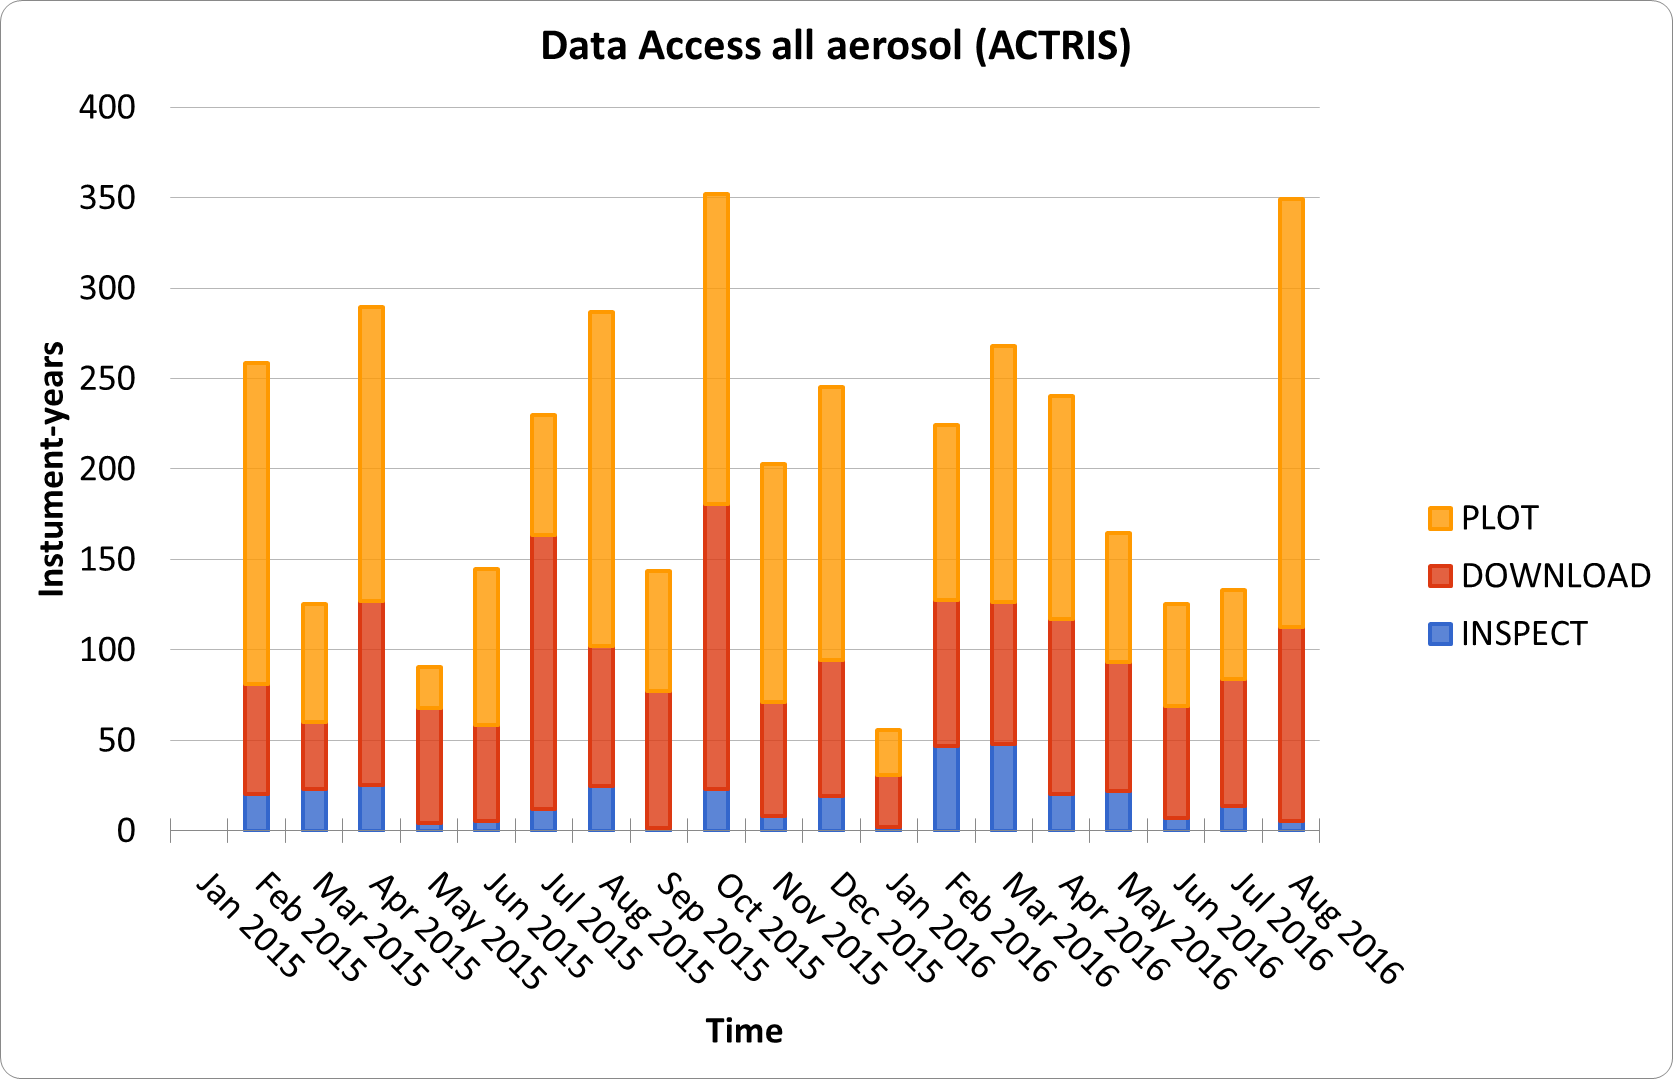 Data Access all aerosol (ACTRIS)
400
350
300
250
200
150
100
50
0
Instument-years
Jan 2015
Feb 2015
Mar 2015
Apr 2015
May 2015
Jun 2015
Jul 2015
Aug 2015
Sep 2015
Oct 2015
Nov 2015
Dec 2015
Jan 2016
Feb 2016
Mar 2016
Apr 2016
May 2016
Jun 2016
Jul 2016
Aug 2016
Time
PLOT
DOWNLOAD
INSPECT